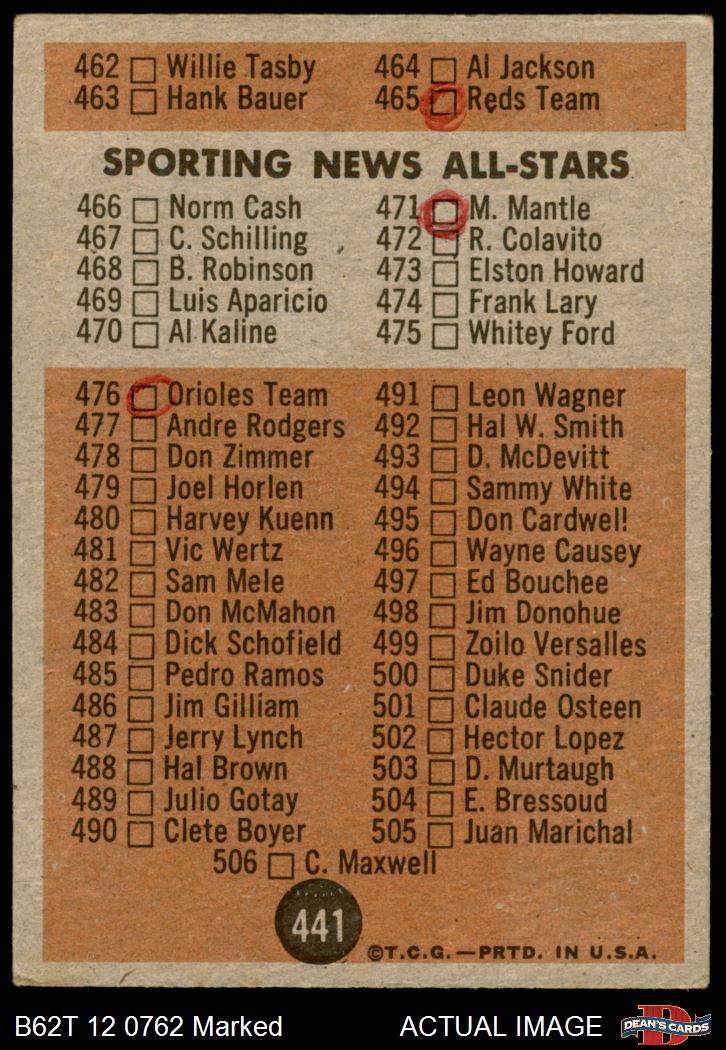 462 Willie Tasby 464 Al Jackson
463 Hank Bauer 465 Reds Team
SPORTING NEWS ALL-STARS
466 Norm Cash 471 M. Mantle
467 C. Schilling 472 R. Colavito
468 B. Robinson 473 Elston Howard
469 Luis Aparicio 474 Frank Lary
470 Al Kaline 475 Whitey Ford
476 Orioles Team 491 Leon Wagner
477 Andre Rodgers 492 Hal W. Smith
478 Don Zimmer 493 D. McDevitt
479 Joel Horlen 494 Sammy White
480 Harvey Kuenn 495 Don Cardwell
481 Vic Wertz 496 Wayne Causey
482 Sam Mele 497 Ed Bouchee
483 Don McMahon 498 Jim Donohue
484 Dick Schofield 499 Zoilo Versalles
485 Pedro Ramos 500 Duke Snider
486 Jim Gilliam 501 Claude Osteen
487 Jerry Lynch 502 Hector Lopez
488 Hal Brown 503 D. Murtaugh
489 Julio Gotay 504 E. Bressoud
490 Clete Boyer 505 Juan Marichal
506 C. Maxwell
441
©T.C.G.—PRTD. IN U.S.A.
B62T 12 0762 Marked ACTUAL IMAGE
D DEAN'S CARDS